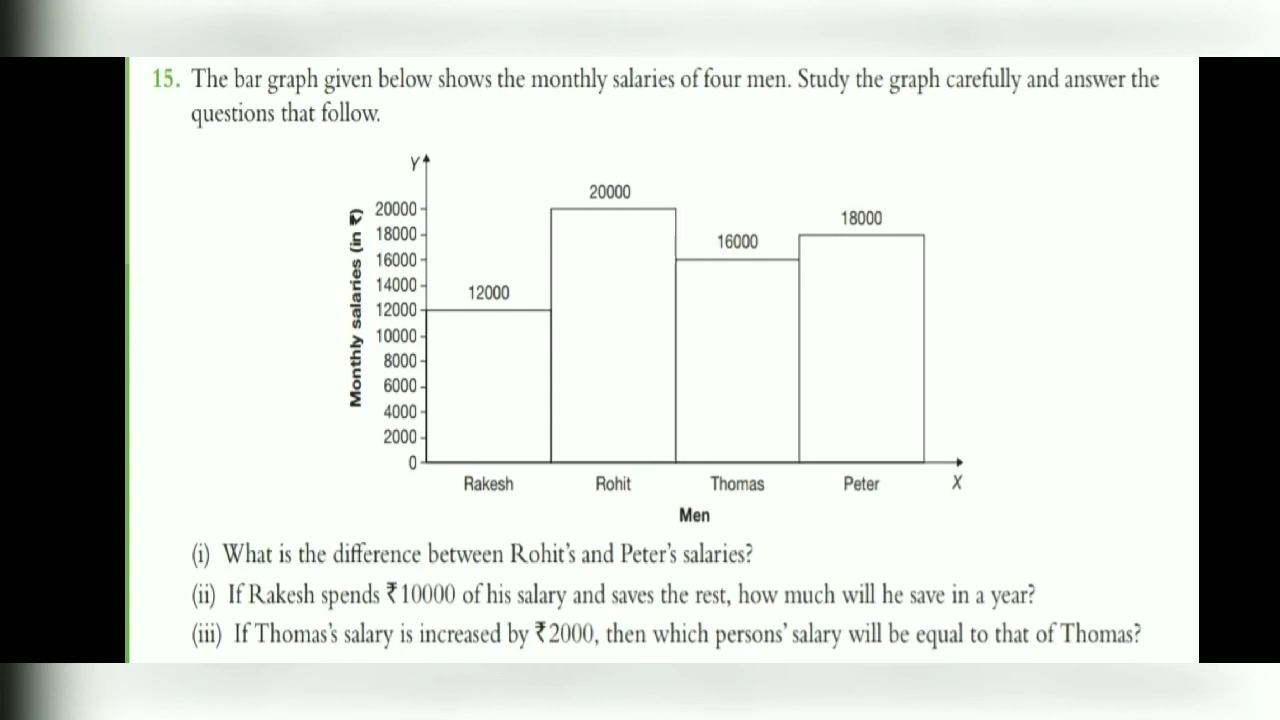 15. The bar graph given below shows the monthly salaries of four men. Study the graph carefully and answer the
questions that follow.
Y
20000
20000
18000
18000
16000
16000
14000
12000
12000
10000
8000
6000
4000
2000
0
Monthly salaries (in ₹)
Rakesh Rohit Thomas Peter X
Men
(i) What is the difference between Rohit's and Peter's salaries?
(ii) If Rakesh spends ₹10000 of his salary and saves the rest, how much will he save in a year?
(iii) If Thomas's salary is increased by ₹2000, then which persons' salary will be equal to that of Thomas?